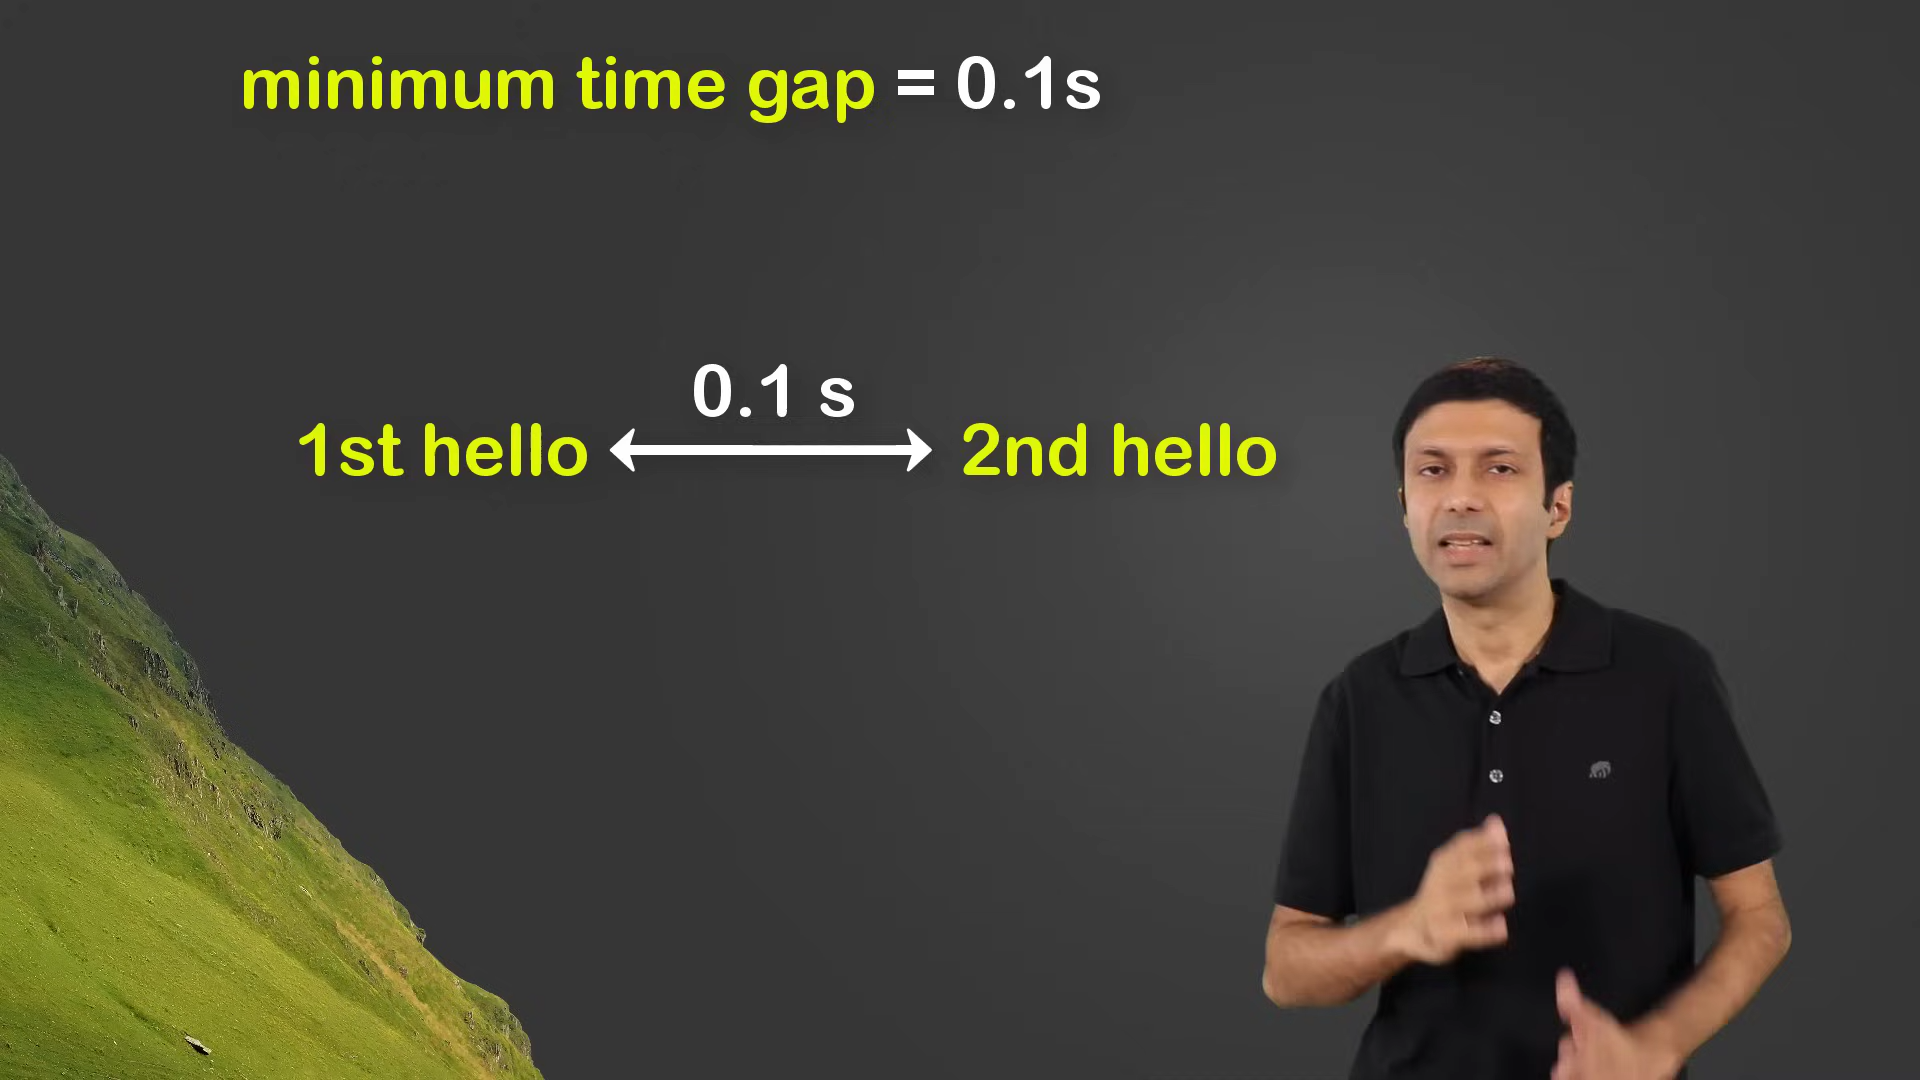 minimum time gap = 0.1s
0.1 s
1st hello 2nd hello